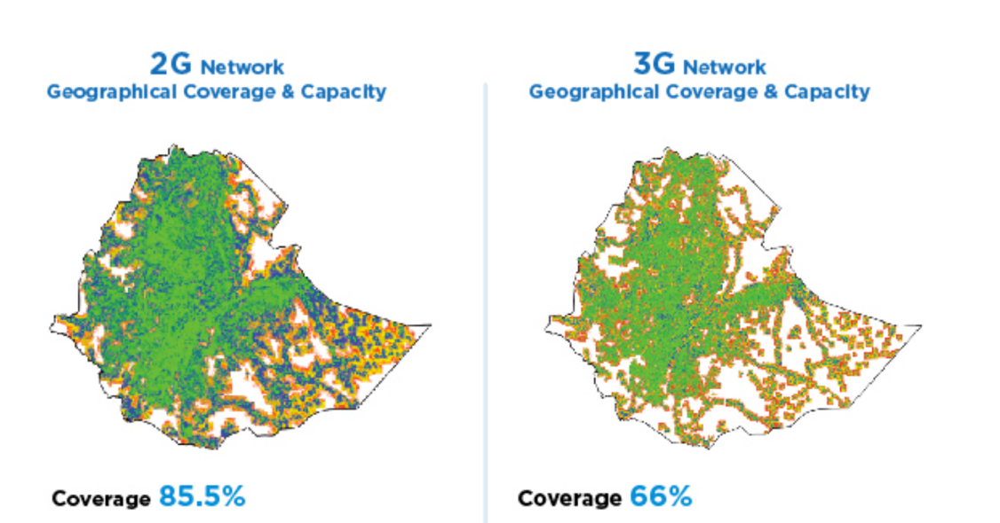 2G Network
Geographical Coverage & Capacity
Coverage 85.5%
3G Network
Geographical Coverage & Capacity
Coverage 66%